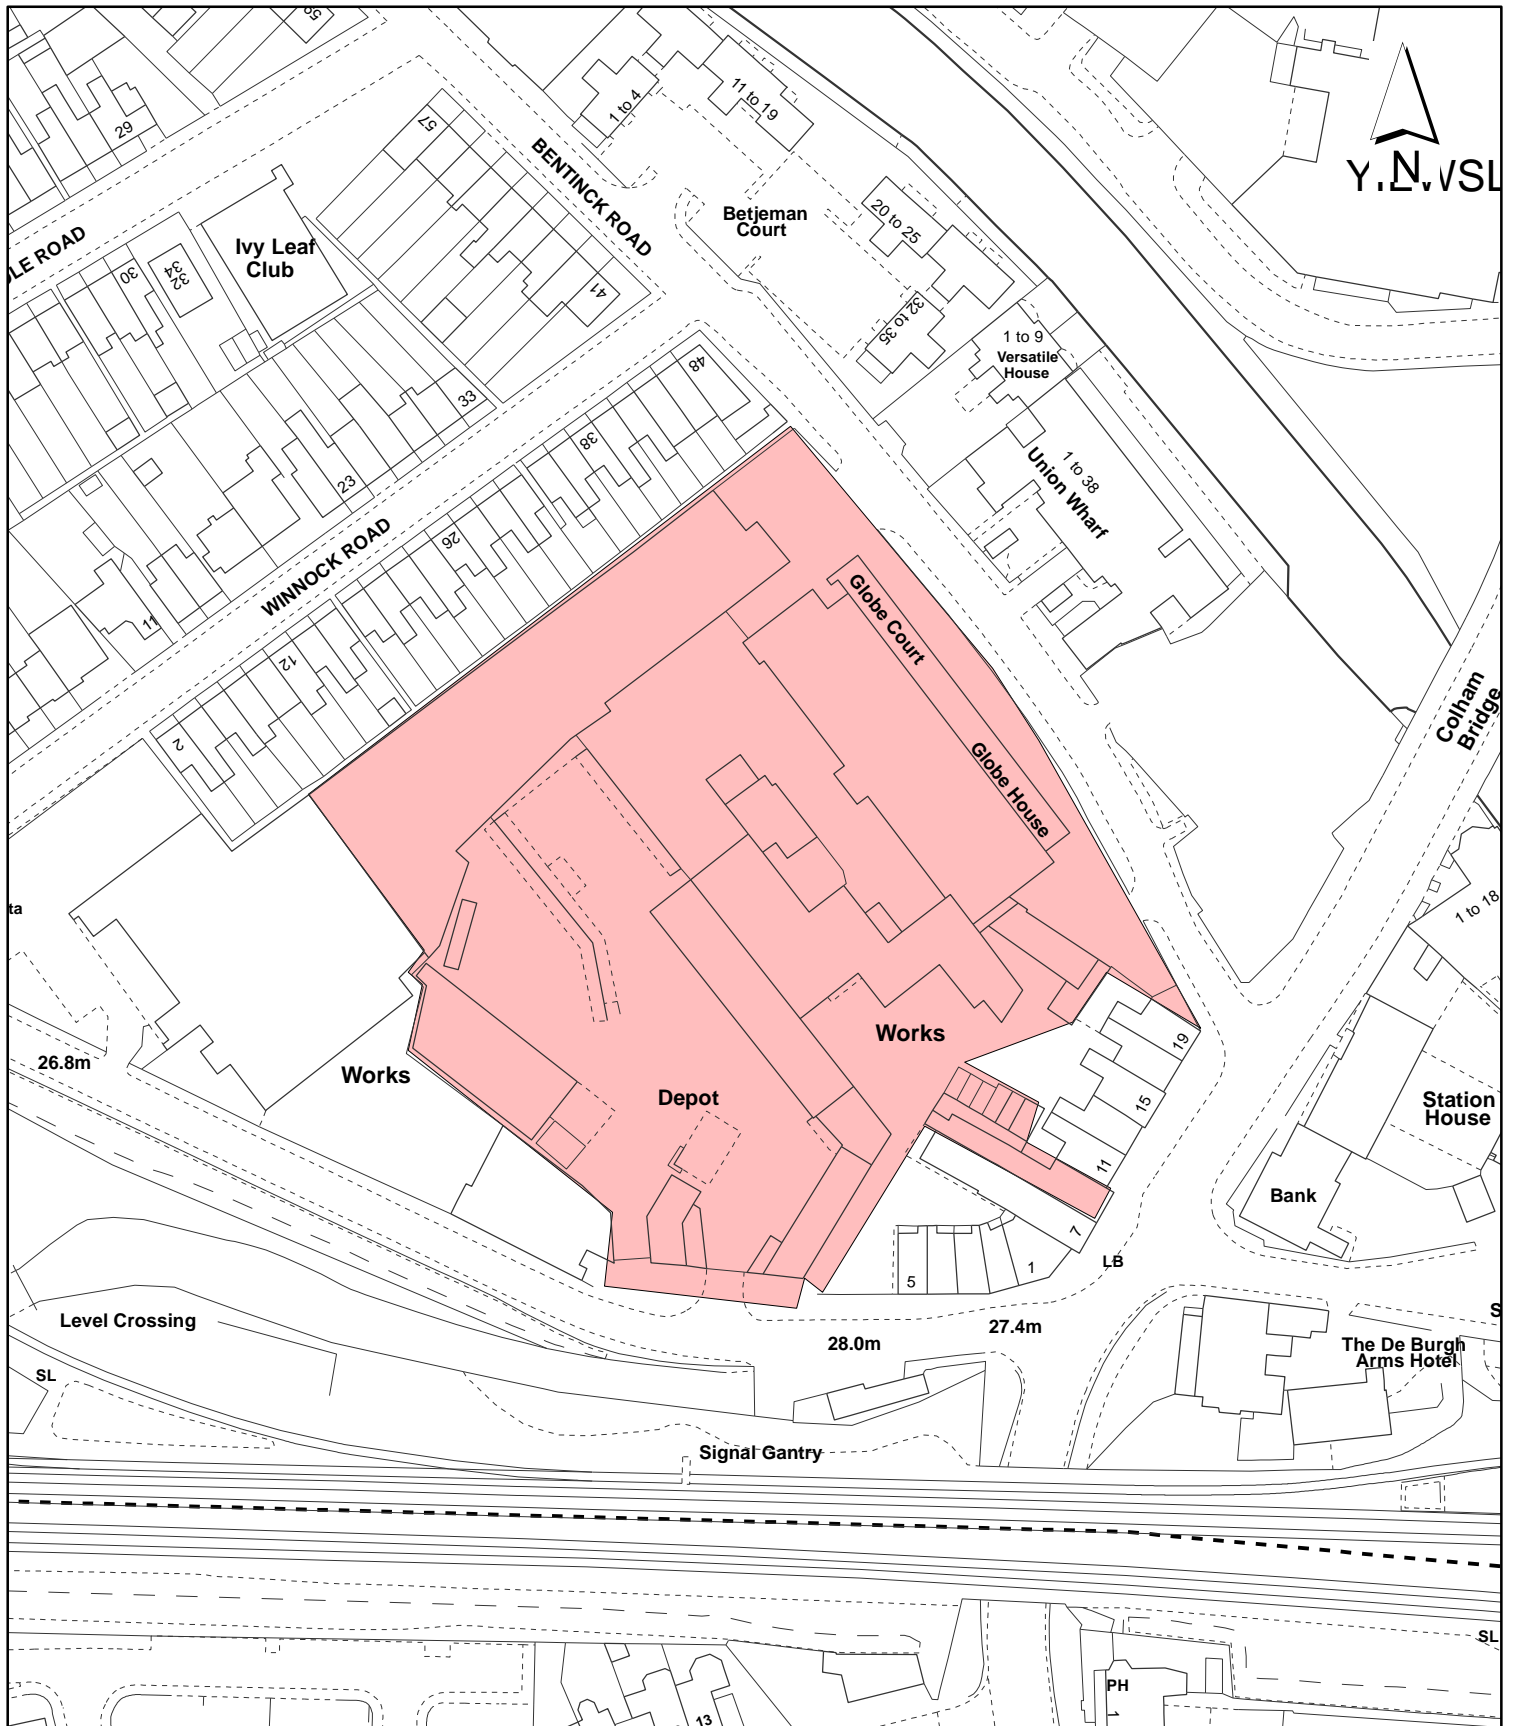 59
29
57
1 to 4
11 to 19
N
BENTINCK ROAD
Betjeman
Court
20 to 25
Ivy Leaf
Club
30
32
34
41
32 to 35
1 to 9
Versatile
House
48
33
38
23
26
1 to 38
Union Wharf
WINNOCK ROAD
11
12
2
Globe Court
Globe House
Colham
Bridge
ta
1 to 18
Works
26.8m
Works
Depot
19
15
11
7
Station
House
Bank
LB
5
1
Level Crossing
28.0m
27.4m
The De Burgh
Arms Hotel
S
SL
Signal Gantry
SL
PH
1
13